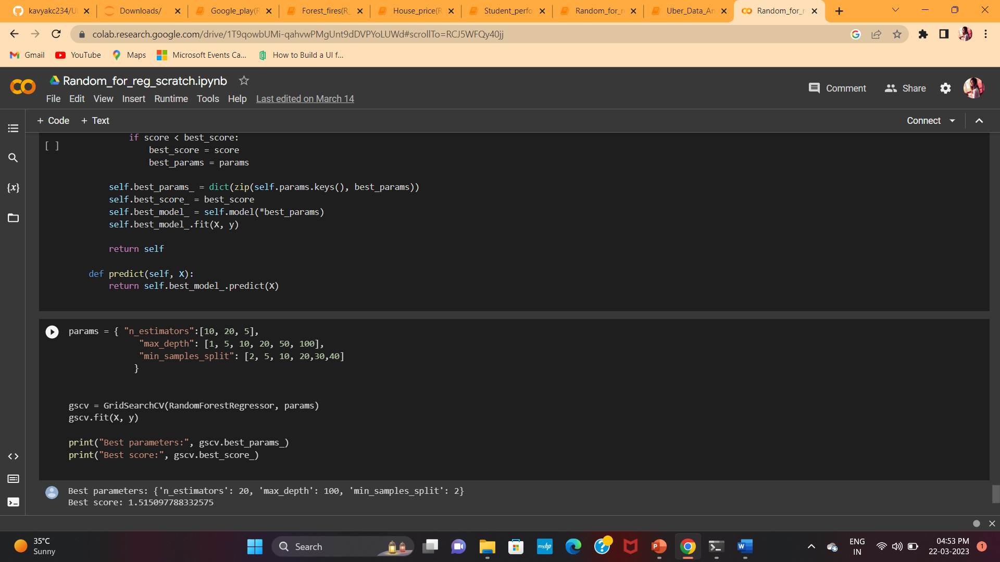 kavyakc234/U
Downloads/
Google_play(R
Forest_fires(R_
House_price(R
Student_perfo
Random_for_r
Uber_Data_An
Random_for_r
colab.research.google.com/drive/1T9qowbUMi-qahvwPMgUnt9dDVPYoLUWd#scrollTo=RCJ5WFQy40jj
Gmail
YouTube
Maps
Microsoft Events Ca...
How to Build a UI f...
Random_for_reg_scratch.ipynb
Comment
Share
File Edit View Insert Runtime Tools Help Last edited on March 14
+ Code + Text
Connect
if score < best_score:
[ ]
best_score = score
best_params = params
{x}
self.best_params_ = dict(zip(self.params.keys(), best_params))
self.best_score_ = best_score
self.best_model_ = self.model(*best_params)
self.best_model_.fit(X, y)
return self
def predict(self, X):
return self.best_model_.predict(X)
params = { "n_estimators":[10, 20, 5],
"max_depth": [1, 5, 10, 20, 50, 100],
"min_samples_split": [2, 5, 10, 20,30,40]
}
gscv = GridSearchCV(RandomForestRegressor, params)
gscv.fit(X, y)
print("Best parameters:", gscv.best_params_)
print("Best score:", gscv.best_score_)
Best parameters: {'n_estimators': 20, 'max_depth': 100, 'min_samples_split': 2}
Best score: 1.515097788332575
35°C
Sunny
Search
myhp
ENG
IN
04:53 PM
22-03-2023
1